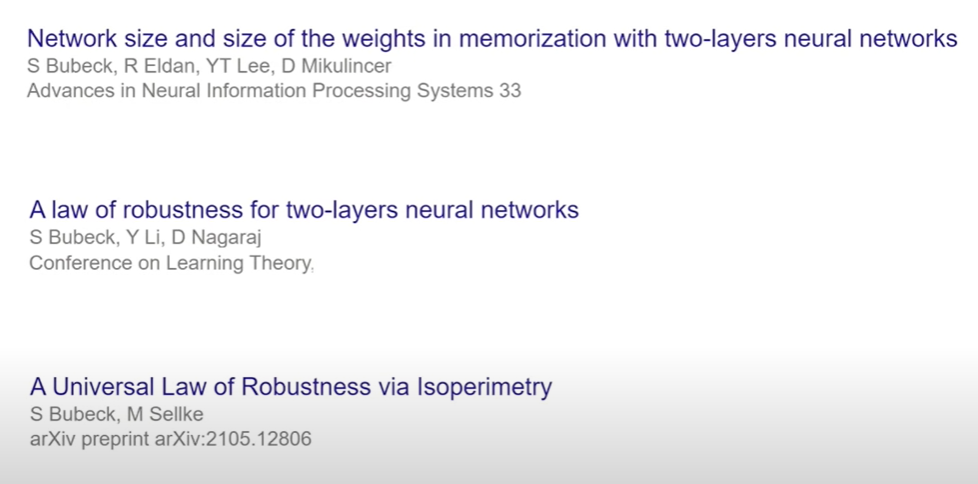 Network size and size of the weights in memorization with two-layers neural networks
S Bubeck, R Eldan, YT Lee, D Mikulincer
Advances in Neural Information Processing Systems 33
A law of robustness for two-layers neural networks
S Bubeck, Y Li, D Nagaraj
Conference on Learning Theory,
A Universal Law of Robustness via Isoperimetry
S Bubeck, M Sellke
arXiv preprint arXiv:2105.12806